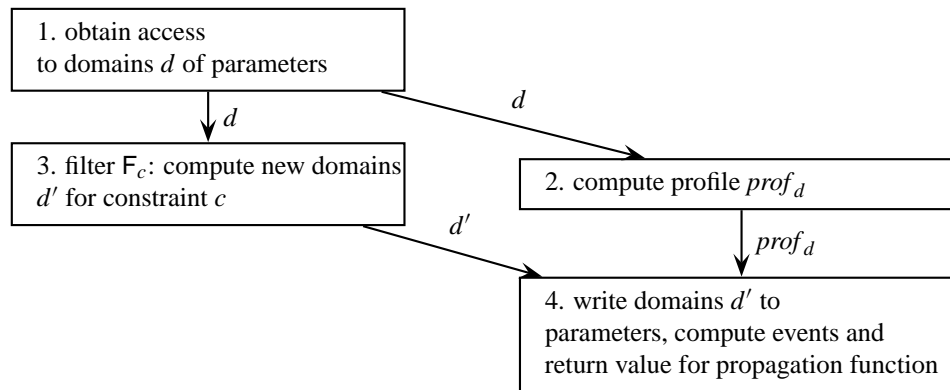 1. obtain access
to domains d of parameters
d
d
3. filter F_c: compute new domains
d′ for constraint c
2. compute profile prof_d
d′
prof_d
4. write domains d′ to
parameters, compute events and
return value for propagation function